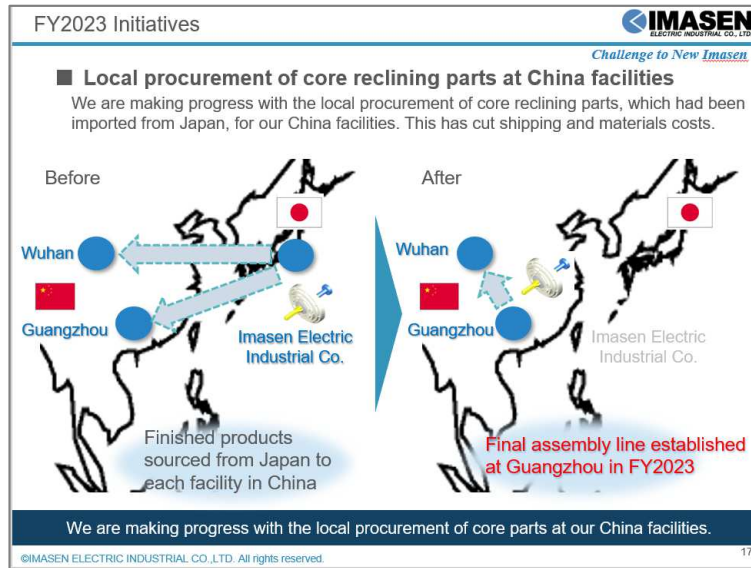 FY2023 Initiatives
IMASEN
ELECTRIC INDUSTRIAL CO., LTD
Challenge to New Imasen
■ Local procurement of core reclining parts at China facilities
We are making progress with the local procurement of core reclining parts, which had been
imported from Japan, for our China facilities. This has cut shipping and materials costs.
Before
Wuhan
Guangzhou
Imasen Electric
Industrial Co.
Finished products
sourced from Japan to
each facility in China
After
Wuhan
Guangzhou
Imasen Electric
Industrial Co.
Final assembly line established
at Guangzhou in FY2023
We are making progress with the local procurement of core parts at our China facilities.
©IMASEN ELECTRIC INDUSTRIAL CO.,LTD. All rights reserved.
17